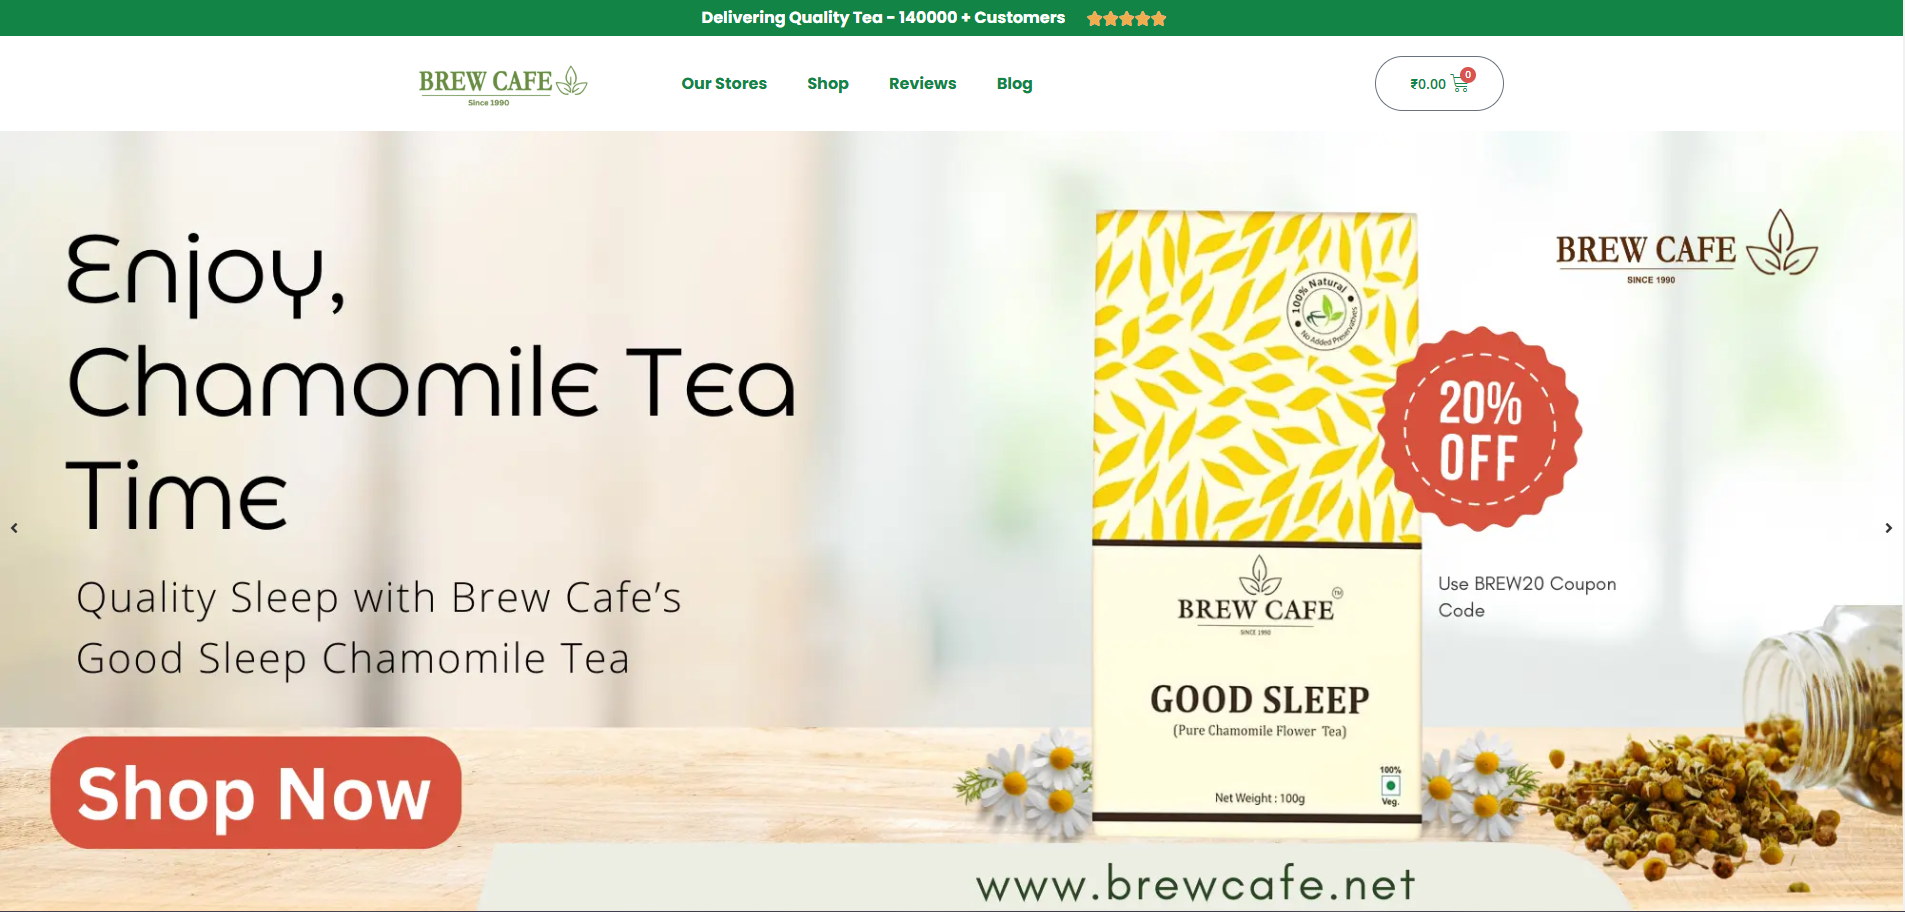 Delivering Quality Tea - 140000 + Customers
BREW CAFE
Since 1990
Our Stores
Shop
Reviews
Blog
₹0.00
0
Enjoy,
Chamomile Tea
Time
Quality Sleep with Brew Cafe's
Good Sleep Chamomile Tea
Shop Now
100% Natural
No Added Preservatives
BREW CAFE
SINCE 1990
20%
OFF
Use BREW20 Coupon
Code
BREW CAFE™
SINCE 1990
GOOD SLEEP
(Pure Chamomile Flower Tea)
Net Weight : 100g
100%
Veg.
www.brewcafe.net